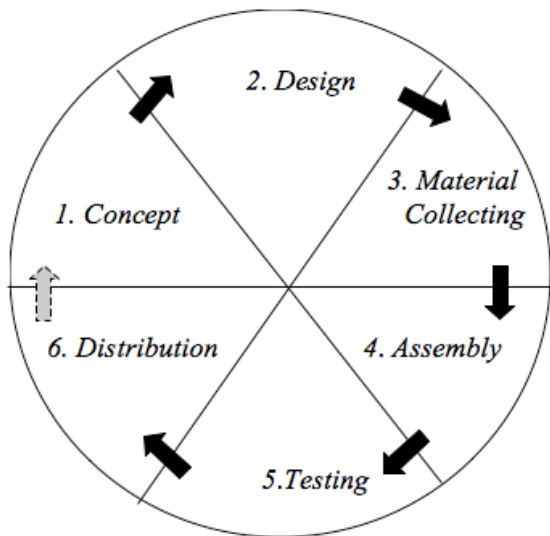 1. Concept
2. Design
3. Material
Collecting
4. Assembly
5.Testing
6. Distribution